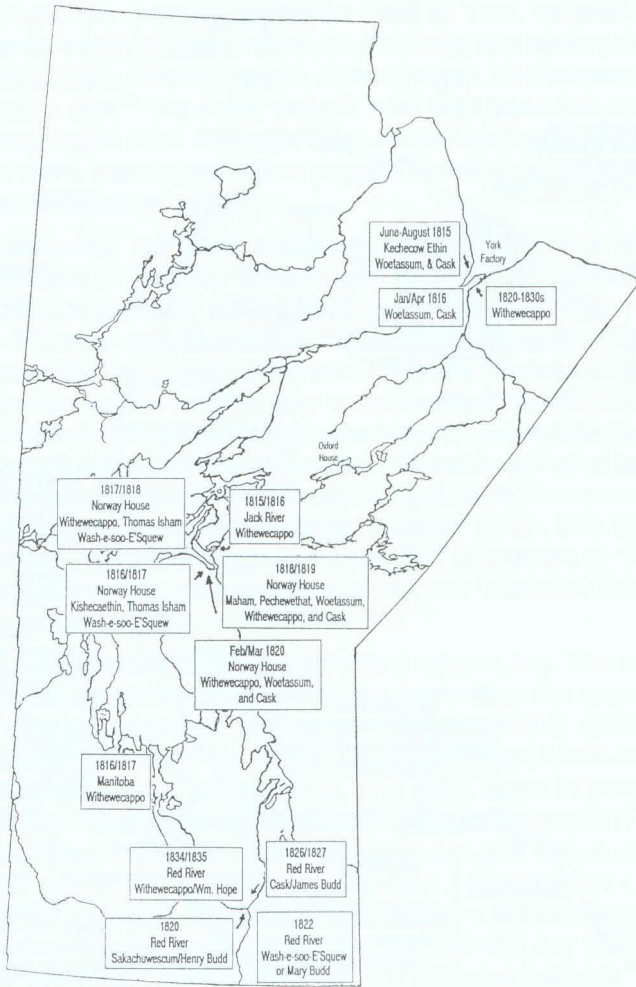 June-August 1815
Kechecow Ethin
Woetassum, & Cask
York
Factory
Jan/Apr 1816
Woetassum, Cask
1820-1830s
Withewecappo
Oxford
House
1817/1818
Norway House
Withewecappo, Thomas Isham
Wash-e-soo-E'Squew
1815/1816
Jack River
Withewecappo
1816/1817
Norway House
Kishecaethin, Thomas Isham
Wash-e-soo-E'Squew
1818/1819
Norway House
Maham, Pechewethat, Woetassum,
Withewecappo, and Cask
Feb/Mar 1820
Norway House
Withewecappo, Woetassum,
and Cask
1816/1817
Manitoba
Withewecappo
1834/1835
Red River
Withewecappo/Wm. Hope
1826/1827
Red River
Cask/James Budd
1820
Red River
Sakachuwescum/Henry Budd
1822
Red River
Wash-e-soo-E'Squew
or Mary Budd